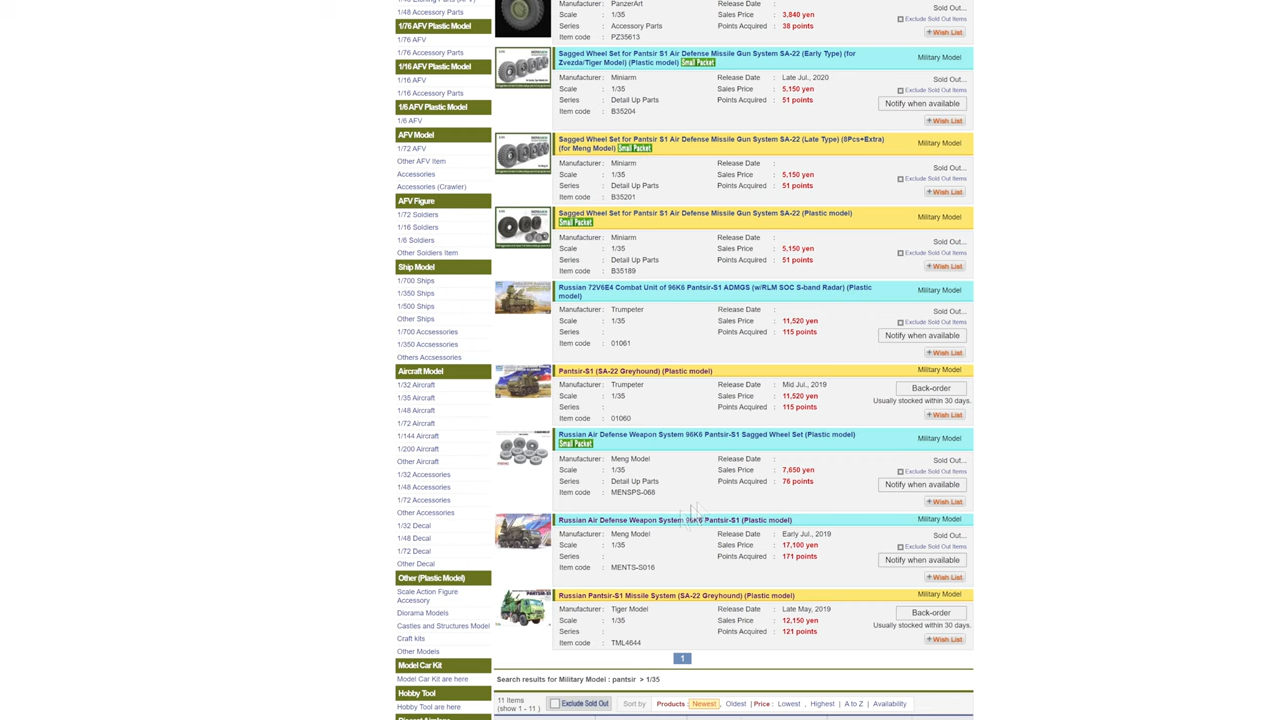 1/48 Accessory Parts
1/76 AFV Plastic Model
1/76 AFV
1/76 Accessory Parts
1/16 AFV Plastic Model
1/16 AFV
1/16 Accessory Parts
1/6 AFV Plastic Model
1/6 AFV
AFV Model
1/72 AFV
Other AFV Item
Accessories
Accessories (Crawler)
AFV Figure
1/72 Soldiers
1/16 Soldiers
1/6 Soldiers
Other Soldiers Item
Ship Model
1/700 Ships
1/350 Ships
1/500 Ships
Other Ships
1/700 Accsessories
1/350 Accsessories
Others Accsessories
Aircraft Model
1/32 Aircraft
1/35 Aircraft
1/48 Aircraft
1/72 Aircraft
1/144 Aircraft
1/200 Aircraft
Other Aircraft
1/32 Accessories
1/48 Accessories
1/72 Accessories
Other Accessories
1/32 Decal
1/48 Decal
1/72 Decal
Other Decal
Other (Plastic Model)
Scale Action Figure
Accessory
Diorama Models
Castles and Structures Model
Craft kits
Other Models
Model Car Kit
Model Car Kit are here
Hobby Tool
Hobby Tool are here
Manufacturer : PanzerArt Release Date :
Sold Out...
Scale : 1/35 Sales Price : 3,840 yen
Exclude Sold Out Items
Series : Accessory Parts Points Acquired : 38 points
+Wish List
Item code : PZ35613
Sagged Wheel Set for Pantsir S1 Air Defense Missile Gun System SA-22 (Early Type) (for
Zvezda/Tiger Model) (Plastic model) Small Packet
Military Model
Manufacturer : Miniarm Release Date : Late Jul., 2020
Sold Out...
Scale : 1/35 Sales Price : 5,150 yen
Exclude Sold Out Items
Series : Detail Up Parts Points Acquired : 51 points
Notify when available
Item code : B35204
+Wish List
Sagged Wheel Set for Pantsir S1 Air Defense Missile Gun System SA-22 (Late Type) (8Pcs+Extra)
(for Meng Model) Small Packet
Military Model
Manufacturer : Miniarm Release Date :
Sold Out...
Scale : 1/35 Sales Price : 5,150 yen
Exclude Sold Out Items
Series : Detail Up Parts Points Acquired : 51 points
+Wish List
Item code : B35201
Sagged Wheel Set for Pantsir S1 Air Defense Missile Gun System SA-22 (Plastic model)
Small Packet
Military Model
Manufacturer : Miniarm Release Date :
Sold Out...
Scale : 1/35 Sales Price : 5,150 yen
Exclude Sold Out Items
Series : Detail Up Parts Points Acquired : 51 points
+Wish List
Item code : B35189
Russian 72V6E4 Combat Unit of 96K6 Pantsir-S1 ADMGS (w/RLM SOC S-band Radar) (Plastic
model)
Military Model
Manufacturer : Trumpeter Release Date :
Sold Out...
Scale : 1/35 Sales Price : 11,520 yen
Exclude Sold Out Items
Series : Points Acquired : 115 points
Notify when available
Item code : 01061
+Wish List
Pantsir-S1 (SA-22 Greyhound) (Plastic model)
Military Model
Manufacturer : Trumpeter Release Date : Mid Jul., 2019
Back-order
Scale : 1/35 Sales Price : 11,520 yen
Usually stocked within 30 days.
Series : Points Acquired : 115 points
+Wish List
Item code : 01060
Russian Air Defense Weapon System 96K6 Pantsir-S1 Sagged Wheel Set (Plastic model)
Small Packet
Military Model
Manufacturer : Meng Model Release Date :
Sold Out...
Scale : 1/35 Sales Price : 7,650 yen
Exclude Sold Out Items
Series : Detail Up Parts Points Acquired : 76 points
Notify when available
Item code : MENSPS-068
+Wish List
Russian Air Defense Weapon System 96K6 Pantsir-S1 (Plastic model)
Military Model
Manufacturer : Meng Model Release Date : Early Jul., 2019
Sold Out...
Scale : 1/35 Sales Price : 17,100 yen
Exclude Sold Out Items
Series : Points Acquired : 171 points
Notify when available
Item code : MENTS-S016
+Wish List
PANTSIR-S1
Russian Pantsir-S1 Missile System (SA-22 Greyhound) (Plastic model)
Military Model
Manufacturer : Tiger Model Release Date : Late May, 2019
Back-order
Scale : 1/35 Sales Price : 12,150 yen
Usually stocked within 30 days.
Series : Points Acquired : 121 points
+Wish List
Item code : TML4644
1
Search results for Military Model : pantsir > 1/35
11 Items
(show 1 - 11 )
Exclude Sold Out
Sort by Products : Newest , Oldest | Price : Lowest , Highest | A to Z | Availability